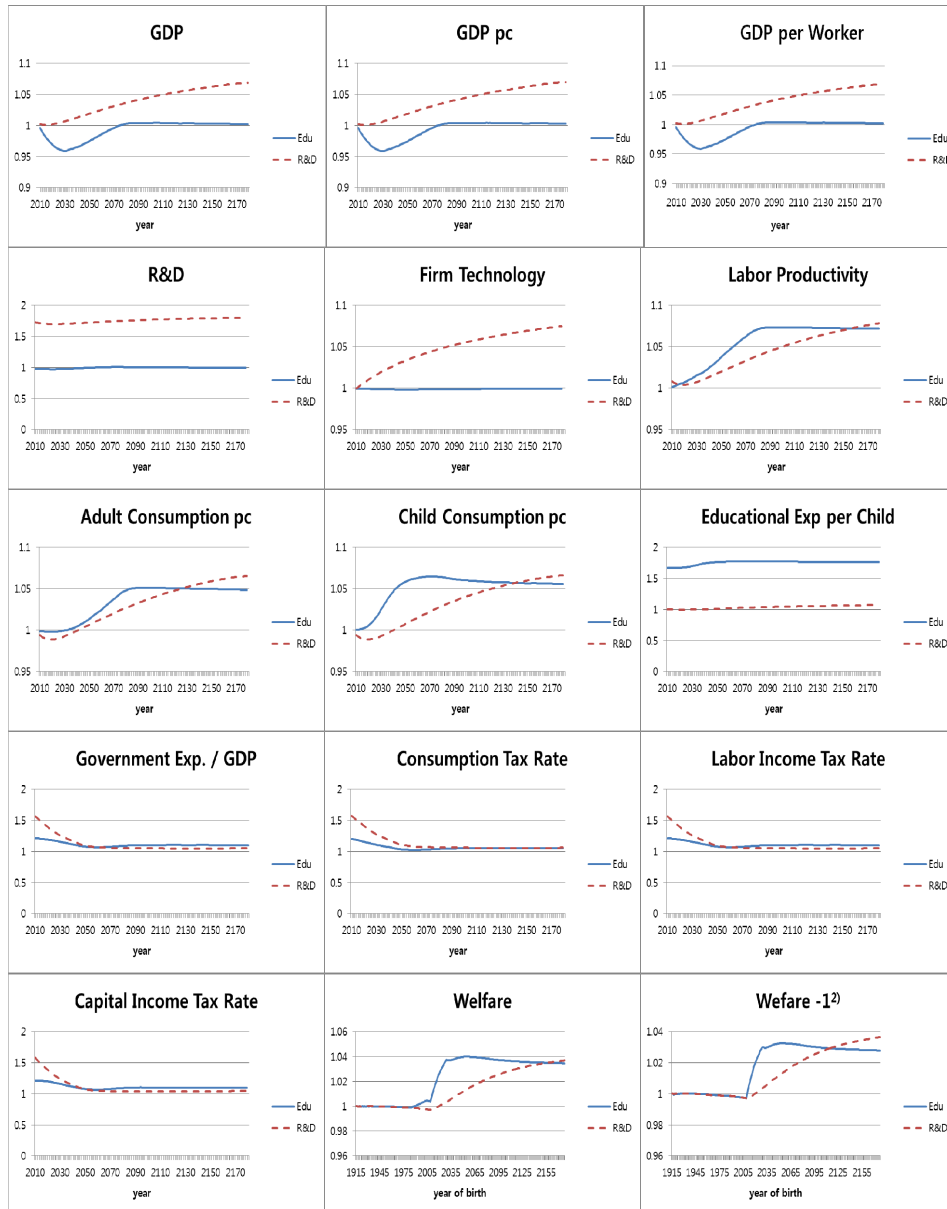 GDP
1.1
1.05
1
0.95
0.9
2010 2030 2050 2070 2090 2110 2130 2150 2170
year
Edu
R&D
GDP pc
1.1
1.05
1
0.95
0.9
2010 2030 2050 2070 2090 2110 2130 2150 2170
year
Edu
R&D
GDP per Worker
1.1
1.05
1
0.95
0.9
2010 2030 2050 2070 2090 2110 2130 2150 2170
year
Edu
R&D
R&D
2
1.5
1
0.5
0
2010 2030 2050 2070 2090 2110 2130 2150 2170
year
Edu
R&D
Firm Technology
1.1
1.05
1
0.95
2010 2030 2050 2070 2090 2110 2130 2150 2170
year
Edu
R&D
Labor Productivity
1.1
1.05
1
0.95
2010 2030 2050 2070 2090 2110 2130 2150 2170
year
Edu
R&D
Adult Consumption pc
1.1
1.05
1
0.95
2010 2030 2050 2070 2090 2110 2130 2150 2170
year
Edu
R&D
Child Consumption pc
1.1
1.05
1
0.95
2010 2030 2050 2070 2090 2110 2130 2150 2170
year
Edu
R&D
Educational Exp per Child
2
1.5
1
0.5
0
2010 2030 2050 2070 2090 2110 2130 2150 2170
year
Edu
R&D
Government Exp. / GDP
2
1.5
1
0.5
0
2010 2030 2050 2070 2090 2110 2130 2150 2170
year
Edu
R&D
Consumption Tax Rate
2
1.5
1
0.5
0
2010 2030 2050 2070 2090 2110 2130 2150 2170
year
Edu
R&D
Labor Income Tax Rate
2
1.5
1
0.5
0
2010 2030 2050 2070 2090 2110 2130 2150 2170
year
Edu
R&D
Capital Income Tax Rate
2
1.5
1
0.5
0
2010 2030 2050 2070 2090 2110 2130 2150 2170
year
Edu
R&D
Welfare
1.06
1.04
1.02
1
0.98
0.96
1915 1945 1975 2005 2035 2065 2095 2125 2155
year of birth
Edu
R&D
Wefare -1²⁾
1.04
1.02
1
0.98
0.96
1915 1945 1975 2005 2035 2065 2095 2125 2155
year of birth
Edu
R&D